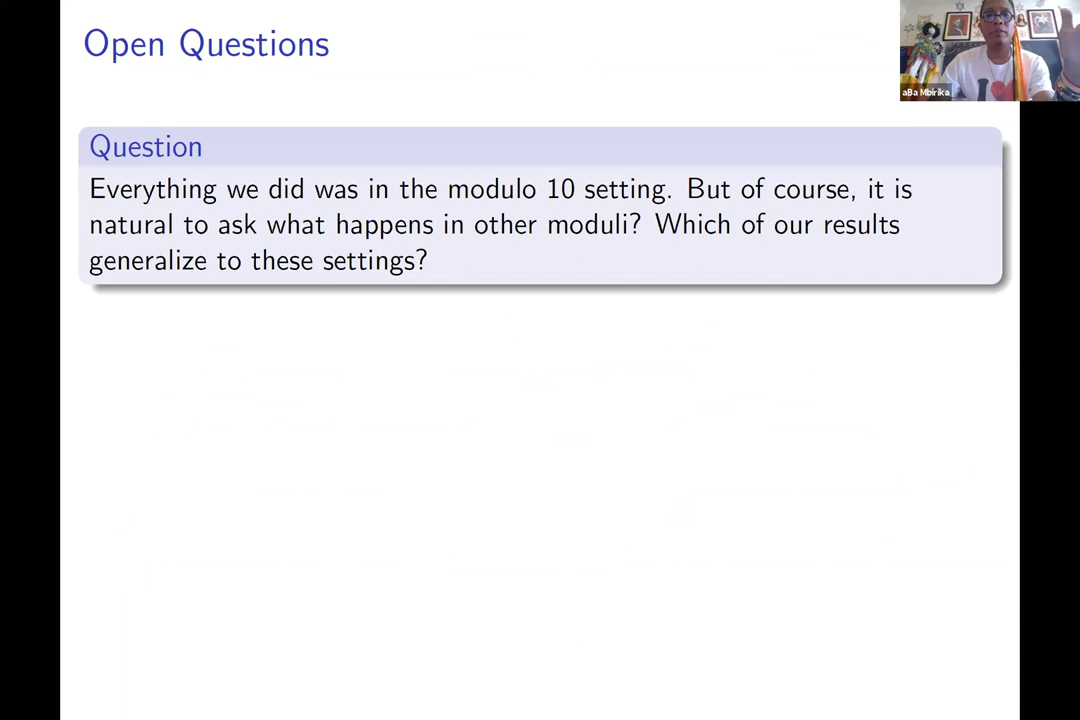 Open Questions
aBa Mbirika
Question
Everything we did was in the modulo 10 setting. But of course, it is
natural to ask what happens in other moduli? Which of our results
generalize to these settings?